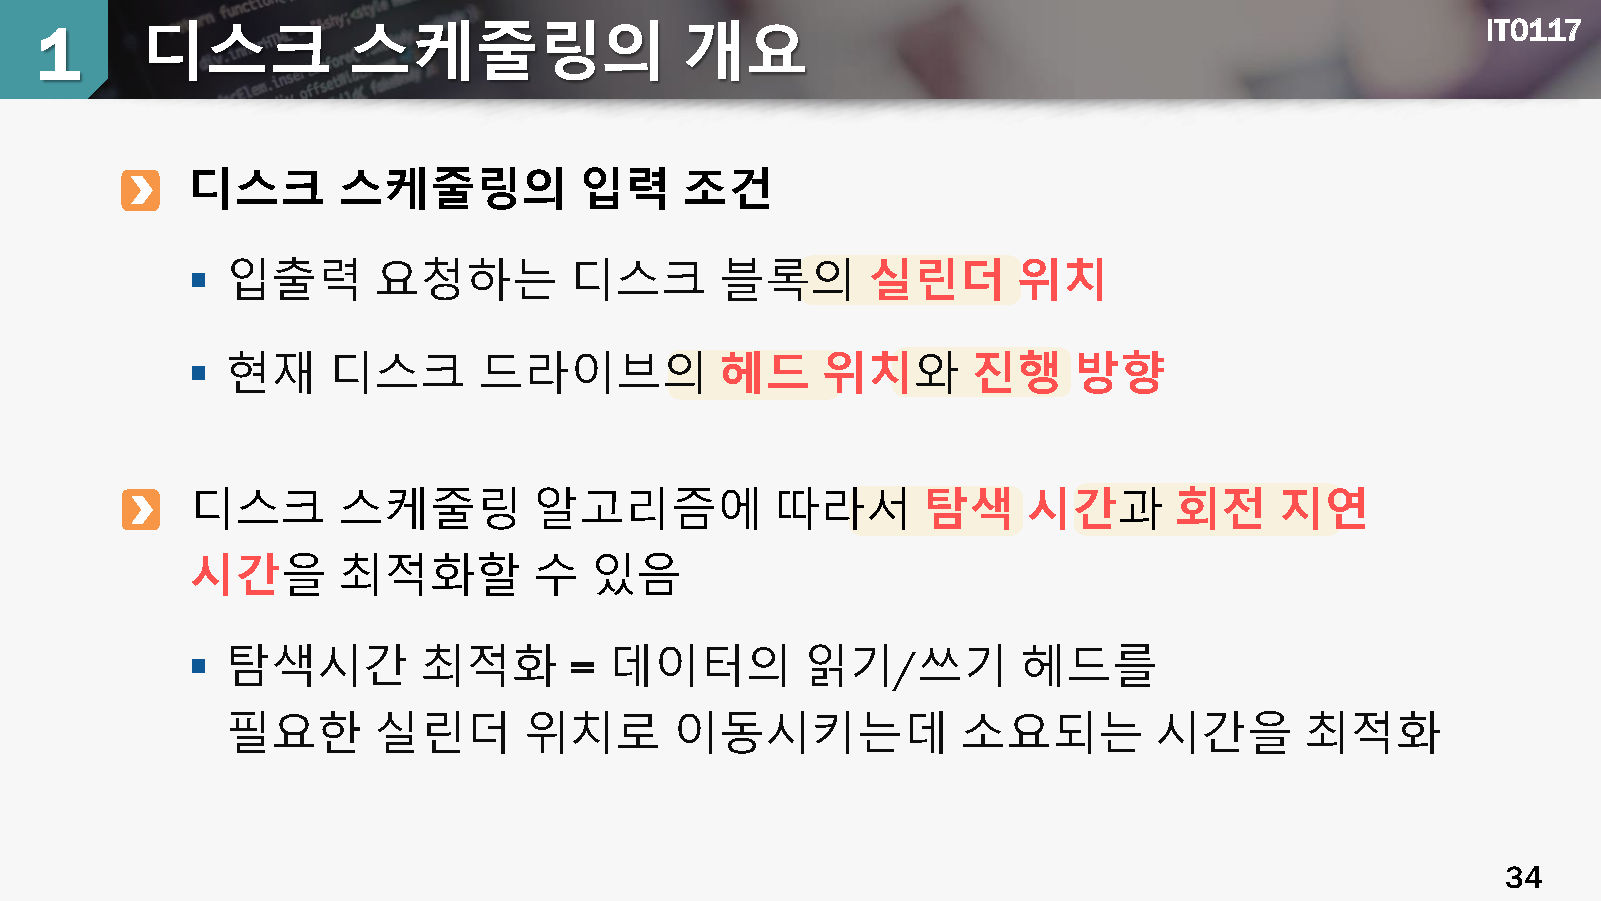 1 디스크 스케줄링의 개요
IT0117
디스크 스케줄링의 입력 조건
입출력 요청하는 디스크 블록의 실린더 위치
현재 디스크 드라이브의 헤드 위치와 진행 방향
디스크 스케줄링 알고리즘에 따라서 탐색 시간과 회전 지연
시간을 최적화할 수 있음
탐색시간 최적화 = 데이터의 읽기/쓰기 헤드를
필요한 실린더 위치로 이동시키는데 소요되는 시간을 최적화
34